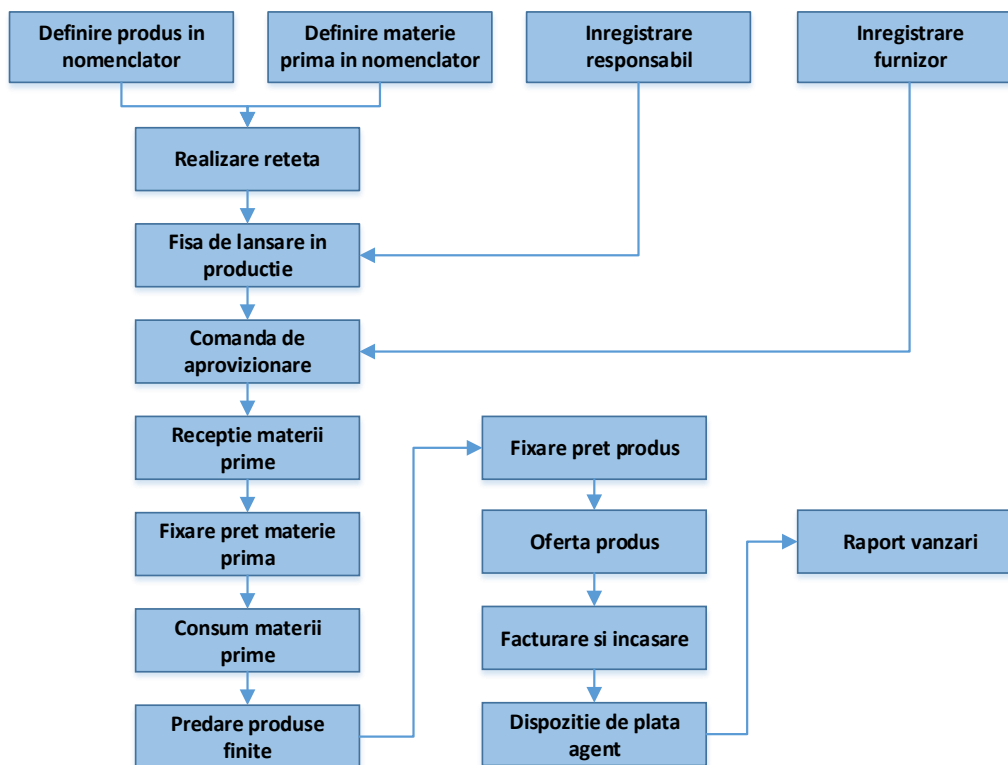 Definire produs in
nomenclator
Definire materie
prima in nomenclator
Inregistrare
responsabil
Inregistrare
furnizor
Realizare reteta
Fisa de lansare in
productie
Comanda de
aprovizionare
Receptie materii
prime
Fixare pret materie
prima
Consum materii
prime
Predare produse
finite
Fixare pret produs
Oferta produs
Facturare si incasare
Dispozitie de plata
agent
Raport vanzari